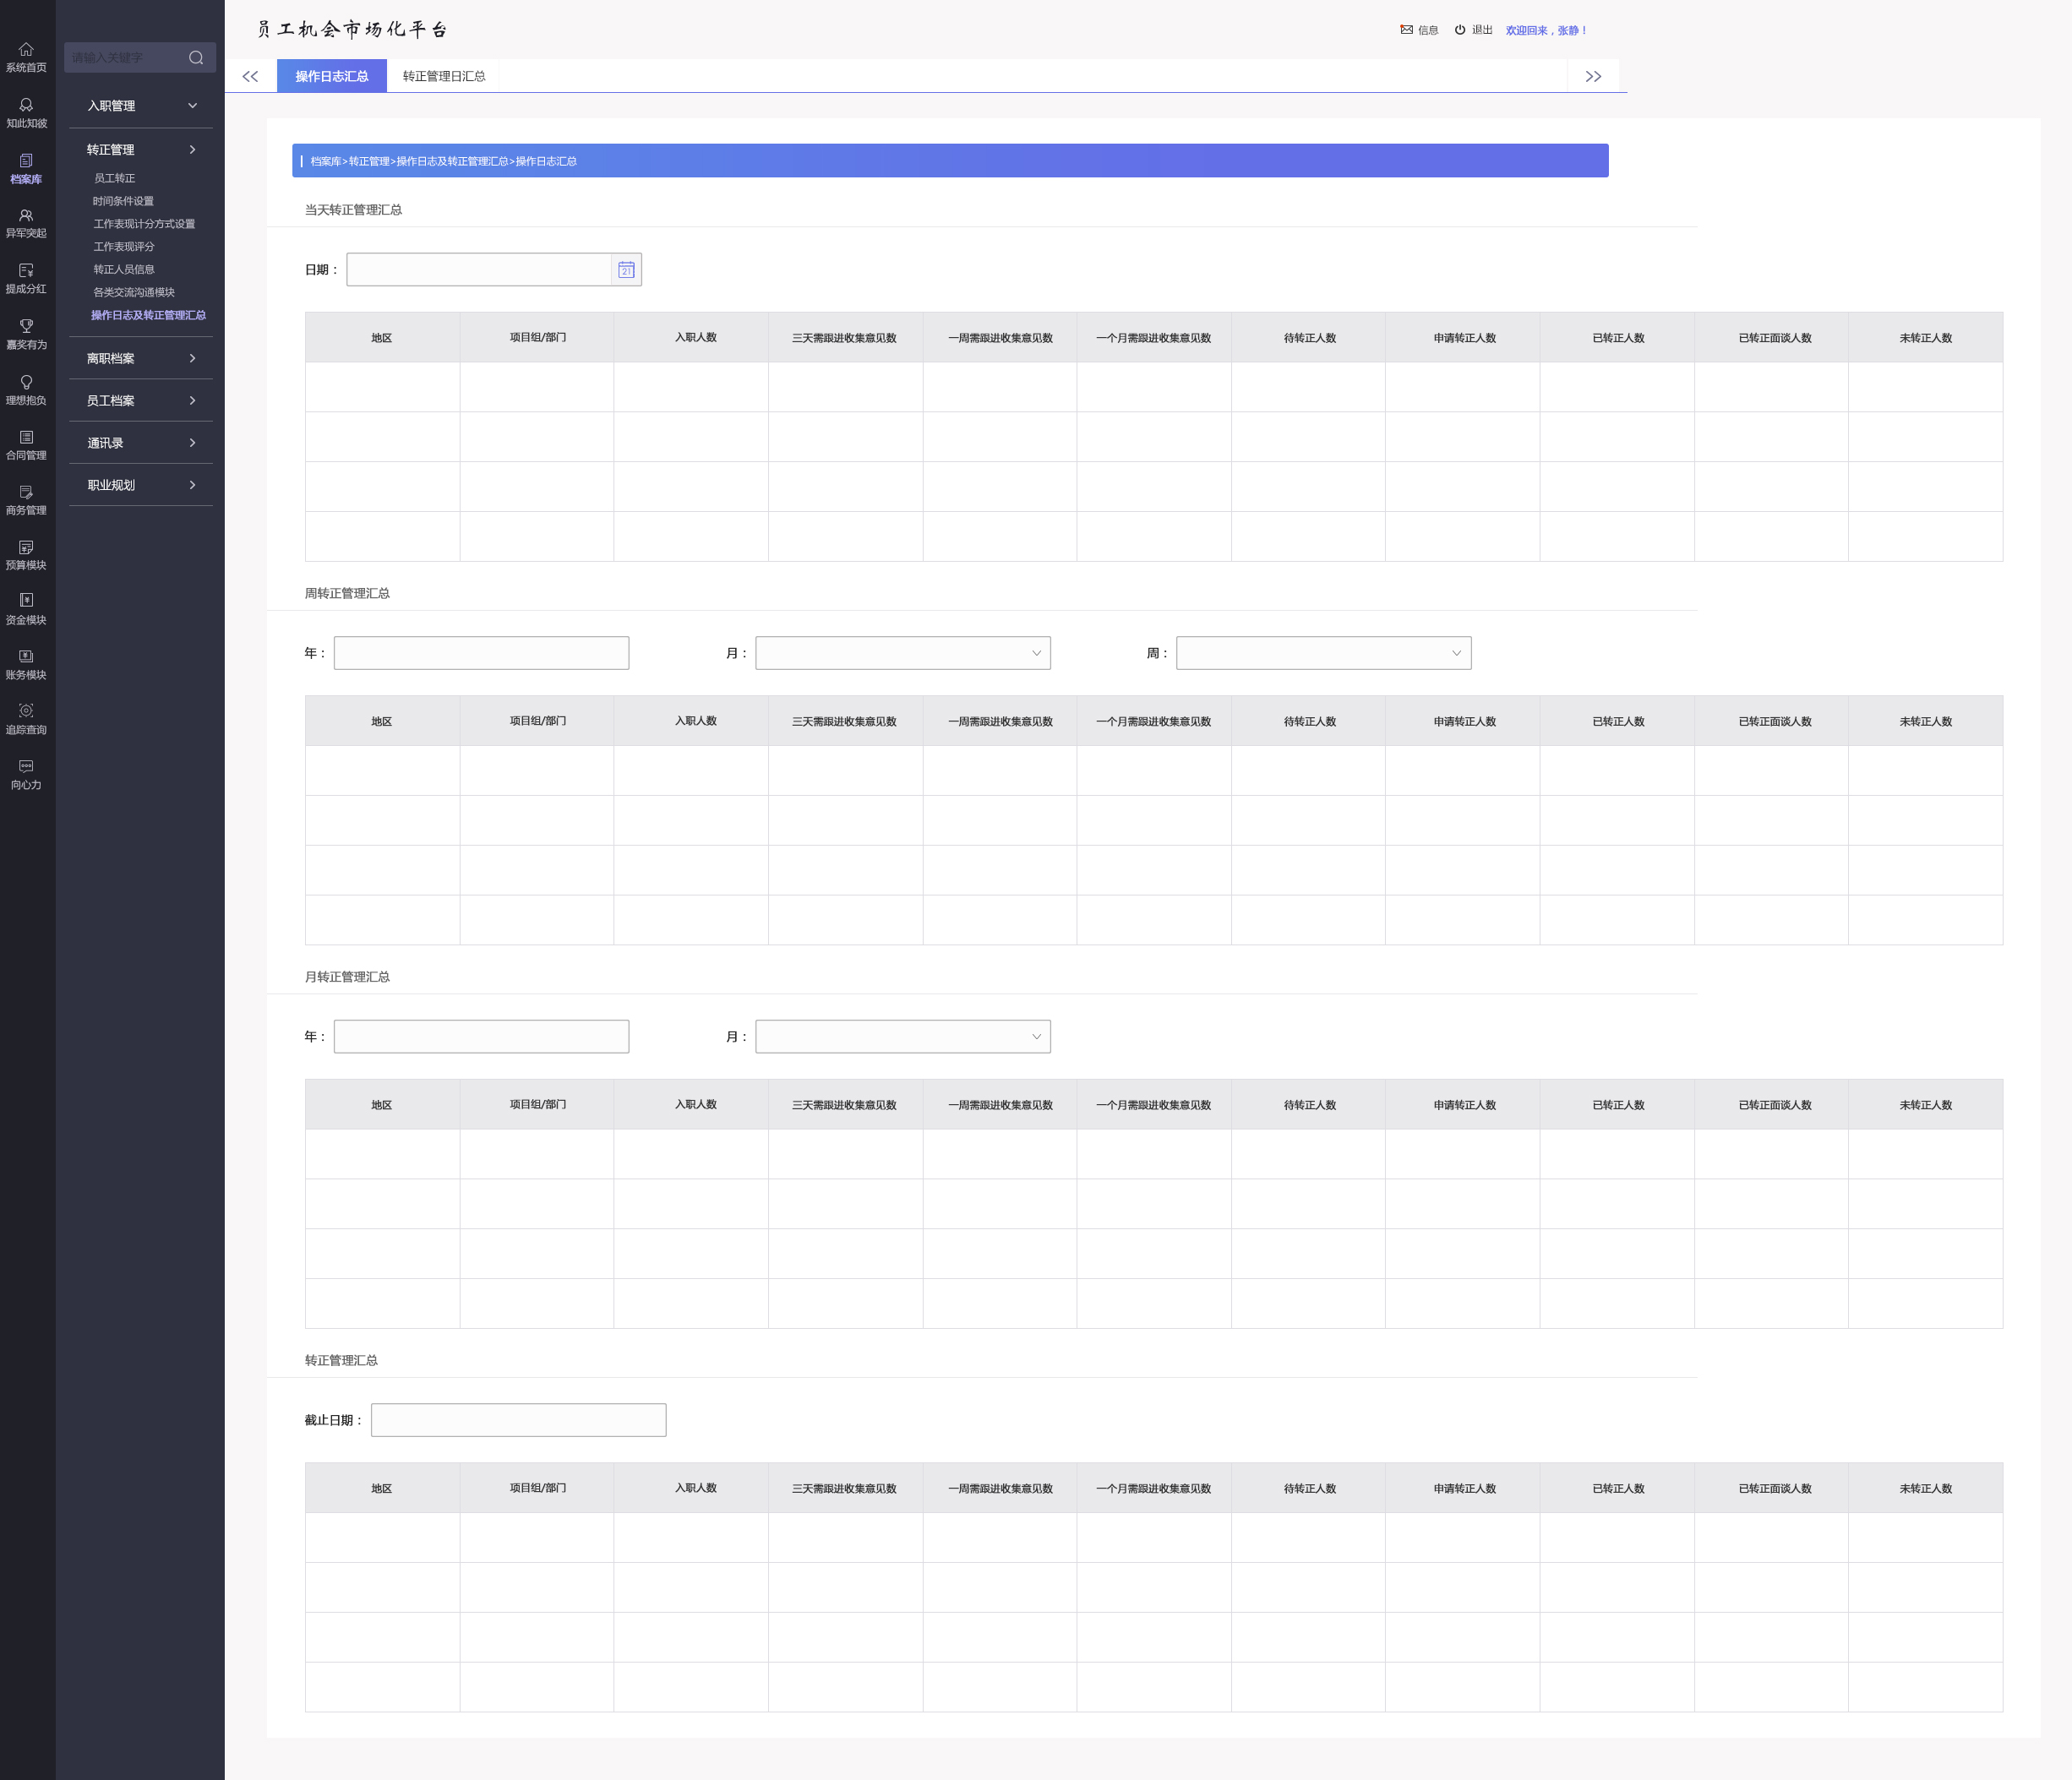 员工机会市场化平台
信息 退出 欢迎回来，张静！
系统首页
知此知彼
档案库
异军突起
提成分红
嘉奖有为
理想抱负
合同管理
商务管理
预算模块
资金模块
账务模块
追踪查询
向心力
请输入关键字
入职管理
转正管理
员工转正
时间条件设置
工作表现计分方式设置
工作表现评分
转正人员信息
各类交流沟通模块
操作日志及转正管理汇总
离职档案
员工档案
通讯录
职业规划
操作日志汇总 转正管理日汇总
档案库>转正管理>操作日志及转正管理汇总>操作日志汇总
当天转正管理汇总
日期： 21
地区 项目组/部门 入职人数 三天需跟进收集意见数 一周需跟进收集意见数 一个月需跟进收集意见数 待转正人数 申请转正人数 已转正人数 已转正面谈人数 未转正人数
周转正管理汇总
年： 月： 周：
地区 项目组/部门 入职人数 三天需跟进收集意见数 一周需跟进收集意见数 一个月需跟进收集意见数 待转正人数 申请转正人数 已转正人数 已转正面谈人数 未转正人数
月转正管理汇总
年： 月：
地区 项目组/部门 入职人数 三天需跟进收集意见数 一周需跟进收集意见数 一个月需跟进收集意见数 待转正人数 申请转正人数 已转正人数 已转正面谈人数 未转正人数
转正管理汇总
截止日期：
地区 项目组/部门 入职人数 三天需跟进收集意见数 一周需跟进收集意见数 一个月需跟进收集意见数 待转正人数 申请转正人数 已转正人数 已转正面谈人数 未转正人数